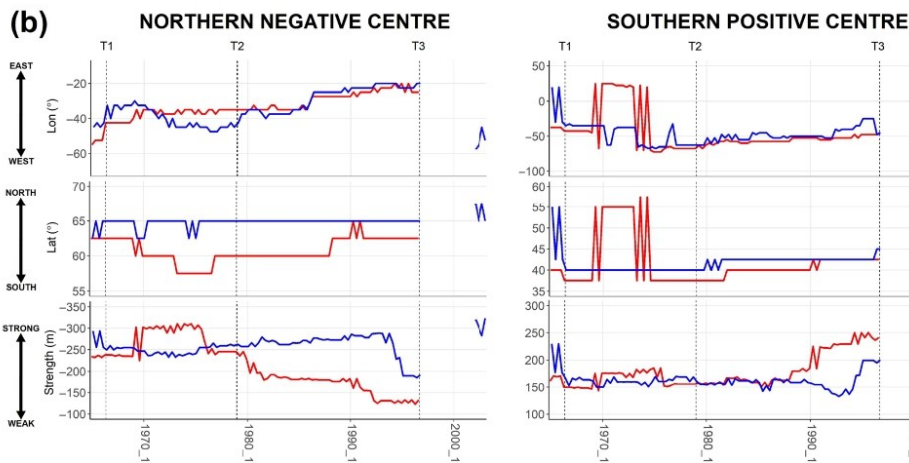 (b)
NORTHERN NEGATIVE CENTRE
SOUTHERN POSITIVE CENTRE
T1 T2 T3
T1 T2 T3
EAST
WEST
Lon (°)
−20
−40
−60
50
0
−50
−100
NORTH
SOUTH
Lat (°)
70
65
60
55
60
55
50
45
40
35
STRONG
WEAK
Strength (m)
−350
−300
−250
−200
−150
−100
300
250
200
150
100
1970_1 1980_1 1990_1 2000_1
1970_1 1980_1 1990_1